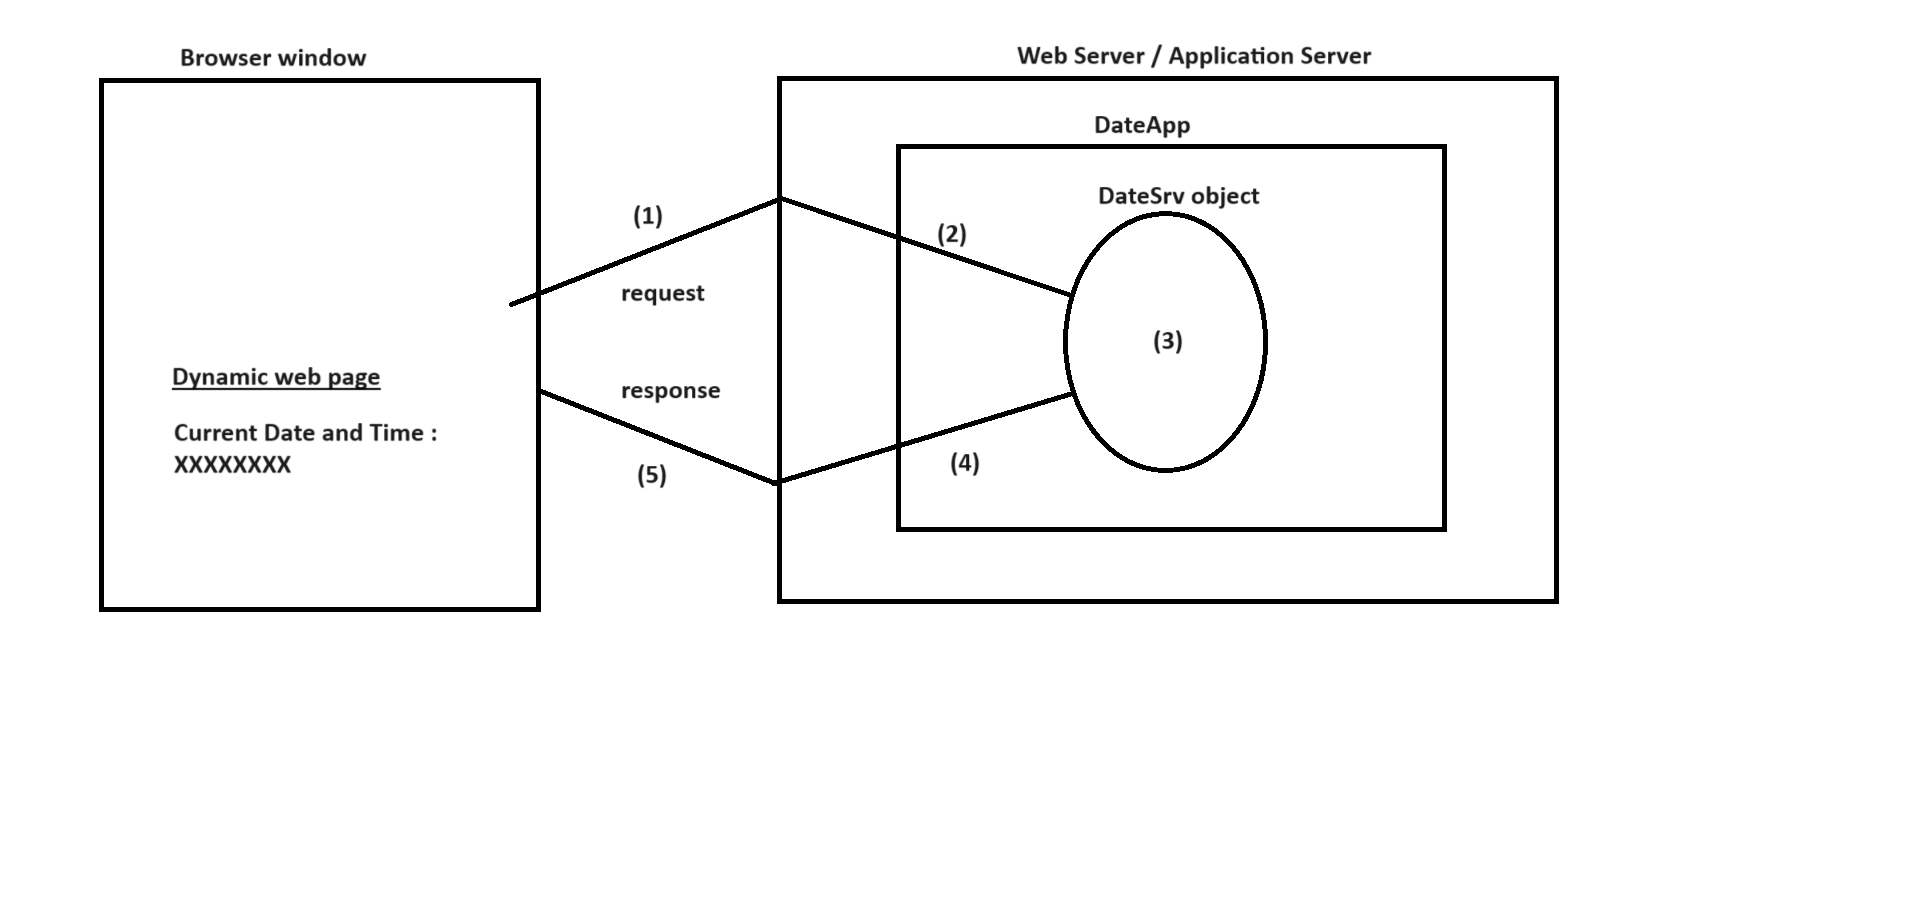 Browser window
Web Server / Application Server
DateApp
DateSrv object
(1)
(2)
request
(3)
Dynamic web page
response
Current Date and Time :
XXXXXXXX
(4)
(5)